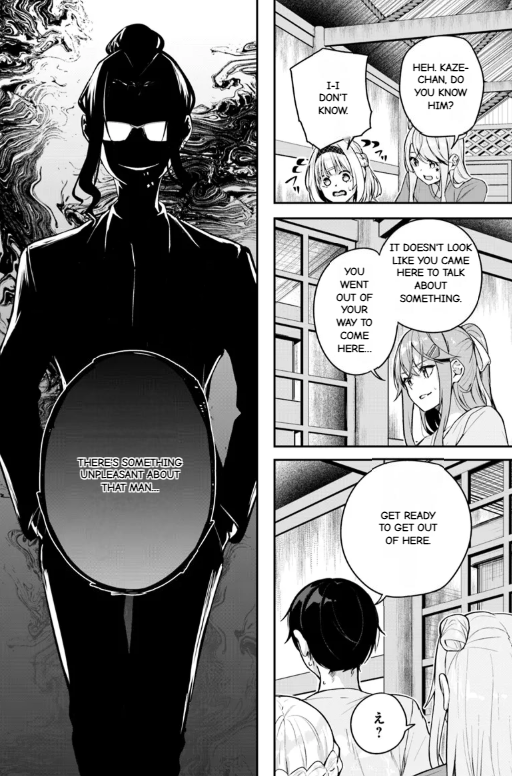 HEH. KAZE-
CHAN, DO
YOU KNOW
HIM?
I-I
DON'T
KNOW.
IT DOESN'T LOOK
LIKE YOU CAME
HERE TO TALK
ABOUT
SOMETHING.
YOU
WENT
OUT OF
YOUR
WAY TO
COME
HERE...
GET READY
TO GET OUT
OF HERE.
え?
THERE'S SOMETHING
UNPLEASANT ABOUT
THAT MAN...